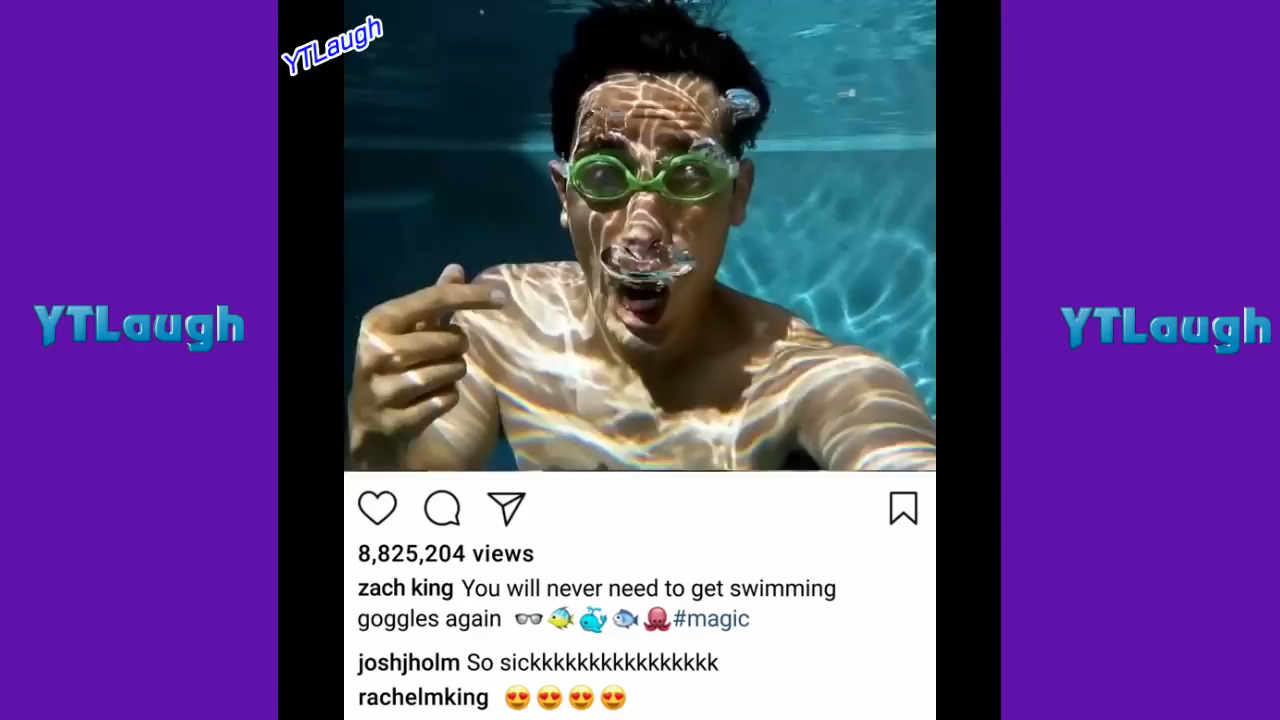 YTLaugh
YTLaugh
YTLaugh
8,825,204 views
zach king You will never need to get swimming
goggles again 👓🐠🐳🐟🐙#magic
joshjholm So sickkkkkkkkkkkkkkkk
rachelmking 😍😍😍😍